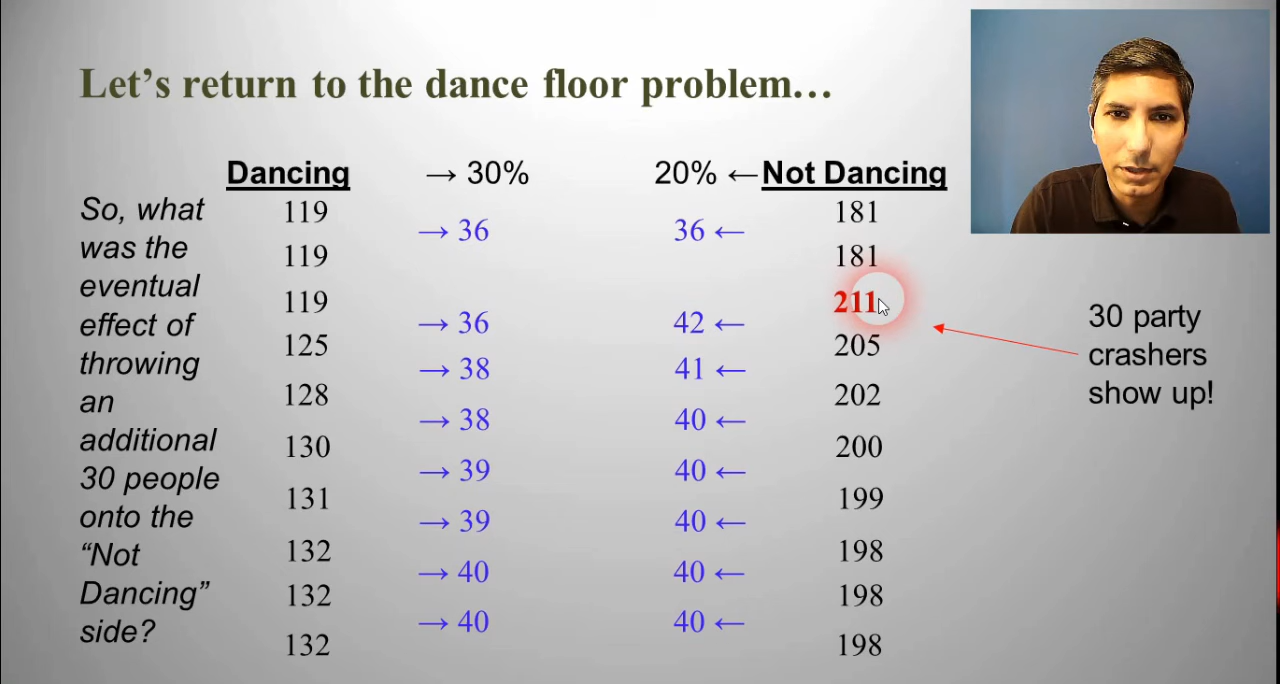 Let's return to the dance floor problem…
Dancing → 30% 20% ← Not Dancing
So, what
was the
eventual
effect of
throwing
an
additional
30 people
onto the
“Not
Dancing”
side?
119 181
→ 36 36 ←
119 181
119 211
→ 36 42 ←
125 205
→ 38 41 ←
128 202
→ 38 40 ←
130 200
→ 39 40 ←
131 199
→ 39 40 ←
132 198
→ 40 40 ←
132 198
→ 40 40 ←
132 198
30 party
crashers
show up!